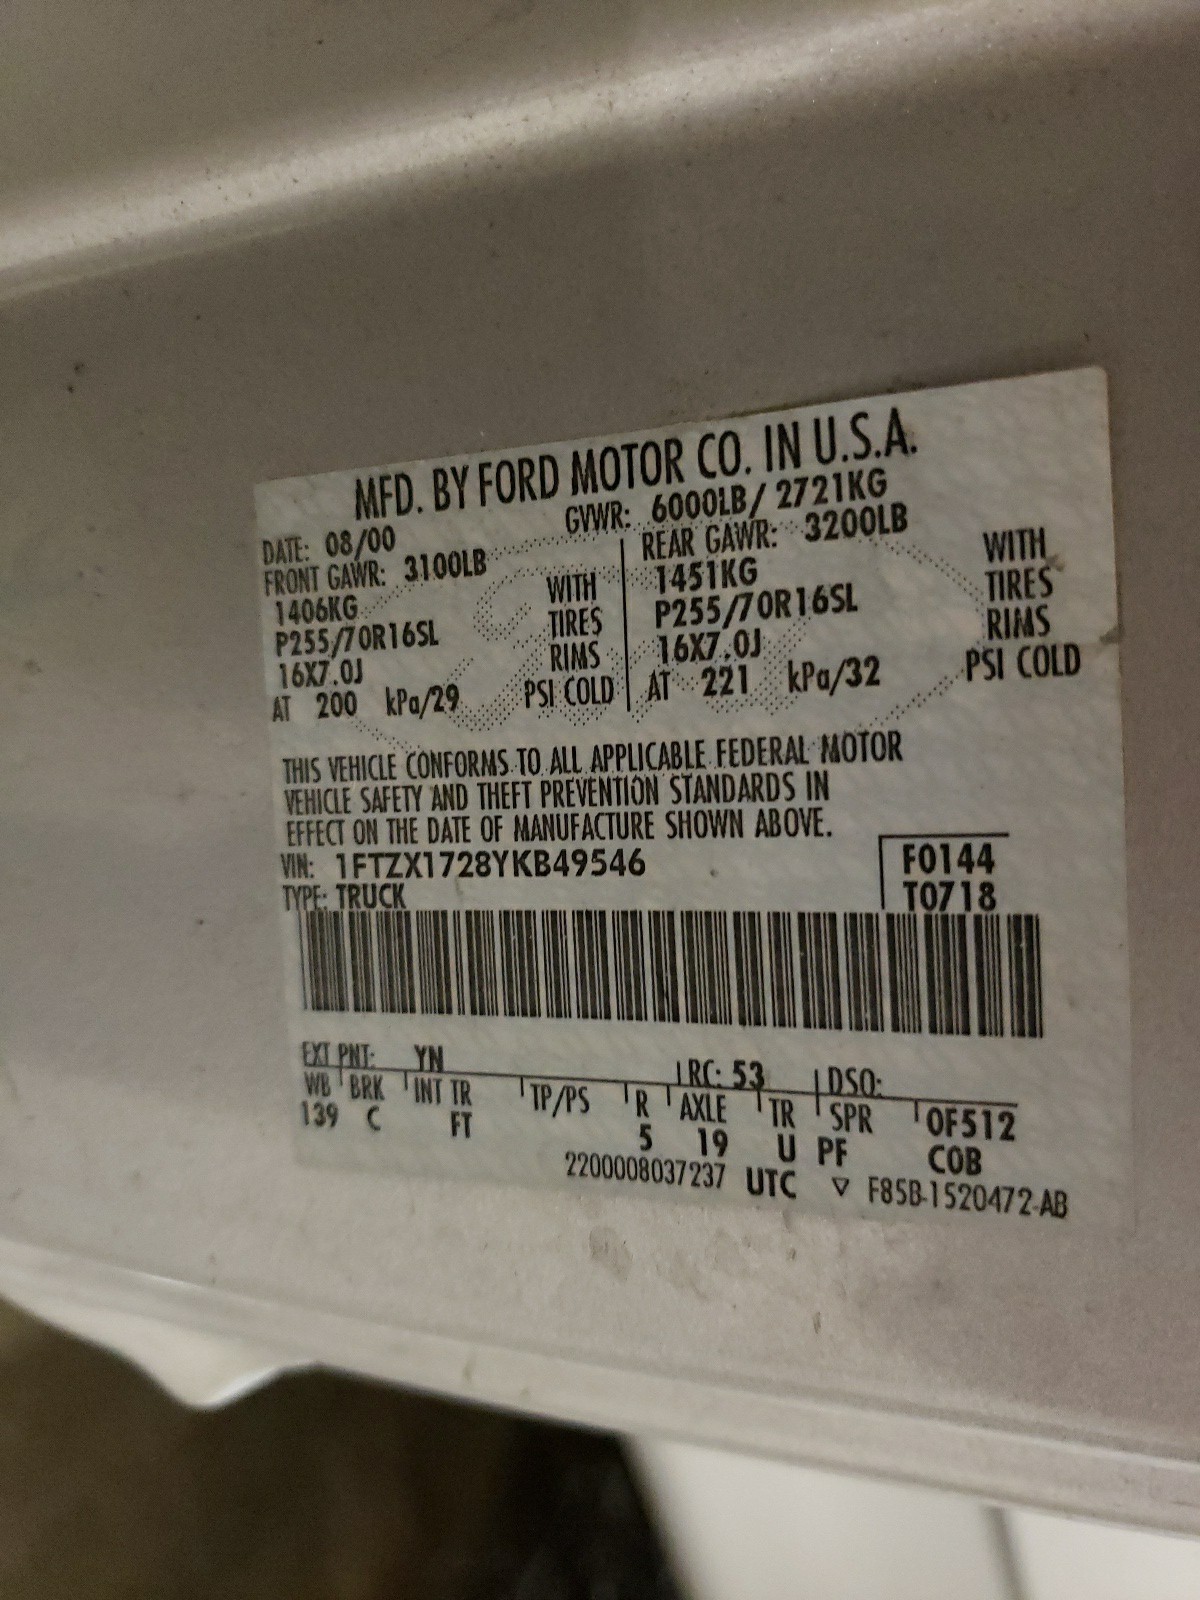 MFD. BY FORD MOTOR CO. IN U.S.A.
DATE: 08/00 GVWR: 6000LB/ 2721KG
FRONT GAWR: 3100LB REAR GAWR: 3200LB
1406KG WITH 1451KG WITH
P255/70R16SL TIRES P255/70R16SL TIRES
16X7.0J RIMS 16X7.0J RIMS
AT 200 kPa/29 PSI COLD AT 221 kPa/32 PSI COLD
THIS VEHICLE CONFORMS TO ALL APPLICABLE FEDERAL MOTOR
VEHICLE SAFETY AND THEFT PREVENTION STANDARDS IN
EFFECT ON THE DATE OF MANUFACTURE SHOWN ABOVE.
VIN: 1FTZX1728YKB49546 F0144
TYPE: TRUCK T0718
EXT PNT: YN RC: 53 DSO:
WB BRK INT TR TP/PS R AXLE TR SPR OF512
139 C FT 5 19 U PF COB
2200008037237 UTC ▽ F85B-1520472-AB